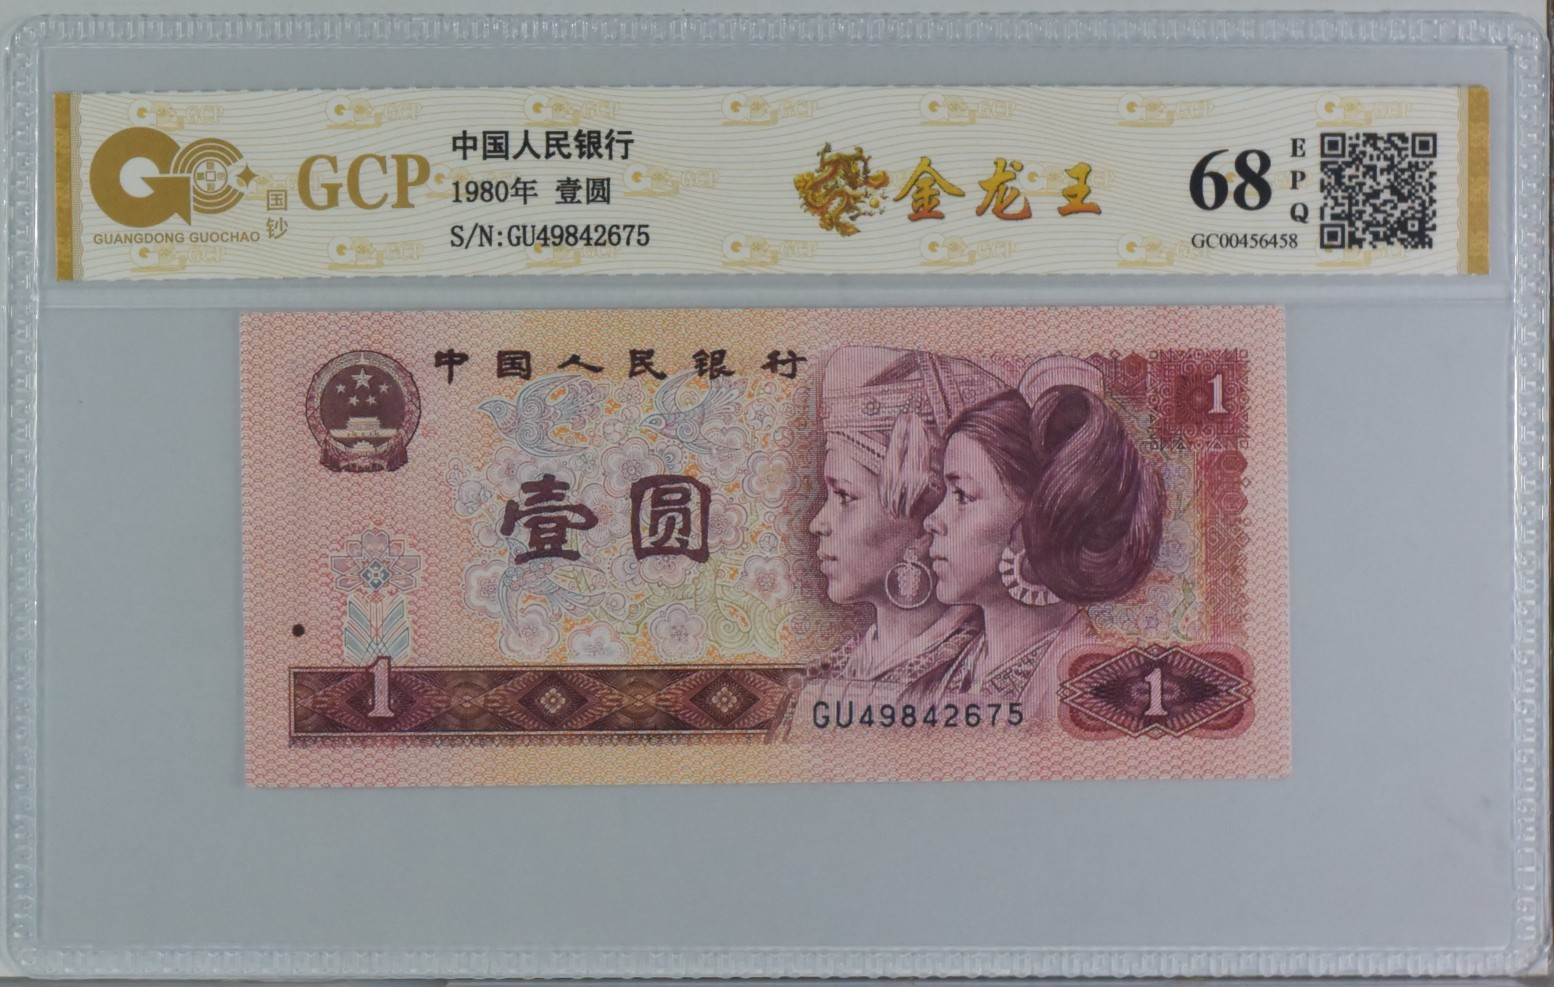 GUANGDONG GUOCHAO
国钞
GCP
中国人民银行
1980年 壹圆
S/N:GU49842675
金龙王
68
EPQ
GC00456458
中国人民银行
1
壹圆
1
GU49842675
1